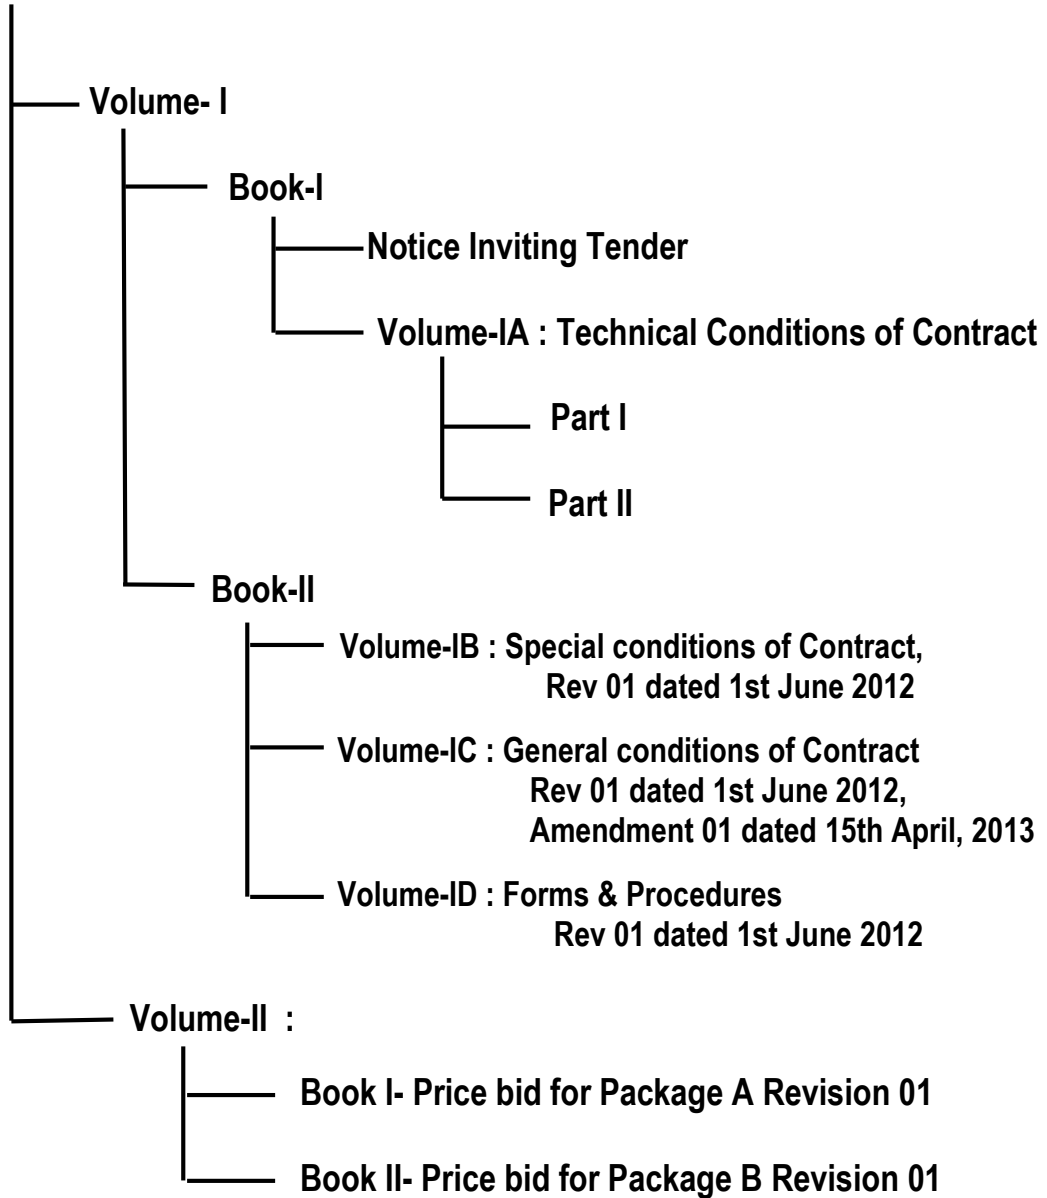 Volume- I
Book-I
Notice Inviting Tender
Volume-IA : Technical Conditions of Contract
Part I
Part II
Book-II
Volume-IB : Special conditions of Contract,
Rev 01 dated 1st June 2012
Volume-IC : General conditions of Contract
Rev 01 dated 1st June 2012,
Amendment 01 dated 15th April, 2013
Volume-ID : Forms & Procedures
Rev 01 dated 1st June 2012
Volume-II :
Book I- Price bid for Package A Revision 01
Book II- Price bid for Package B Revision 01